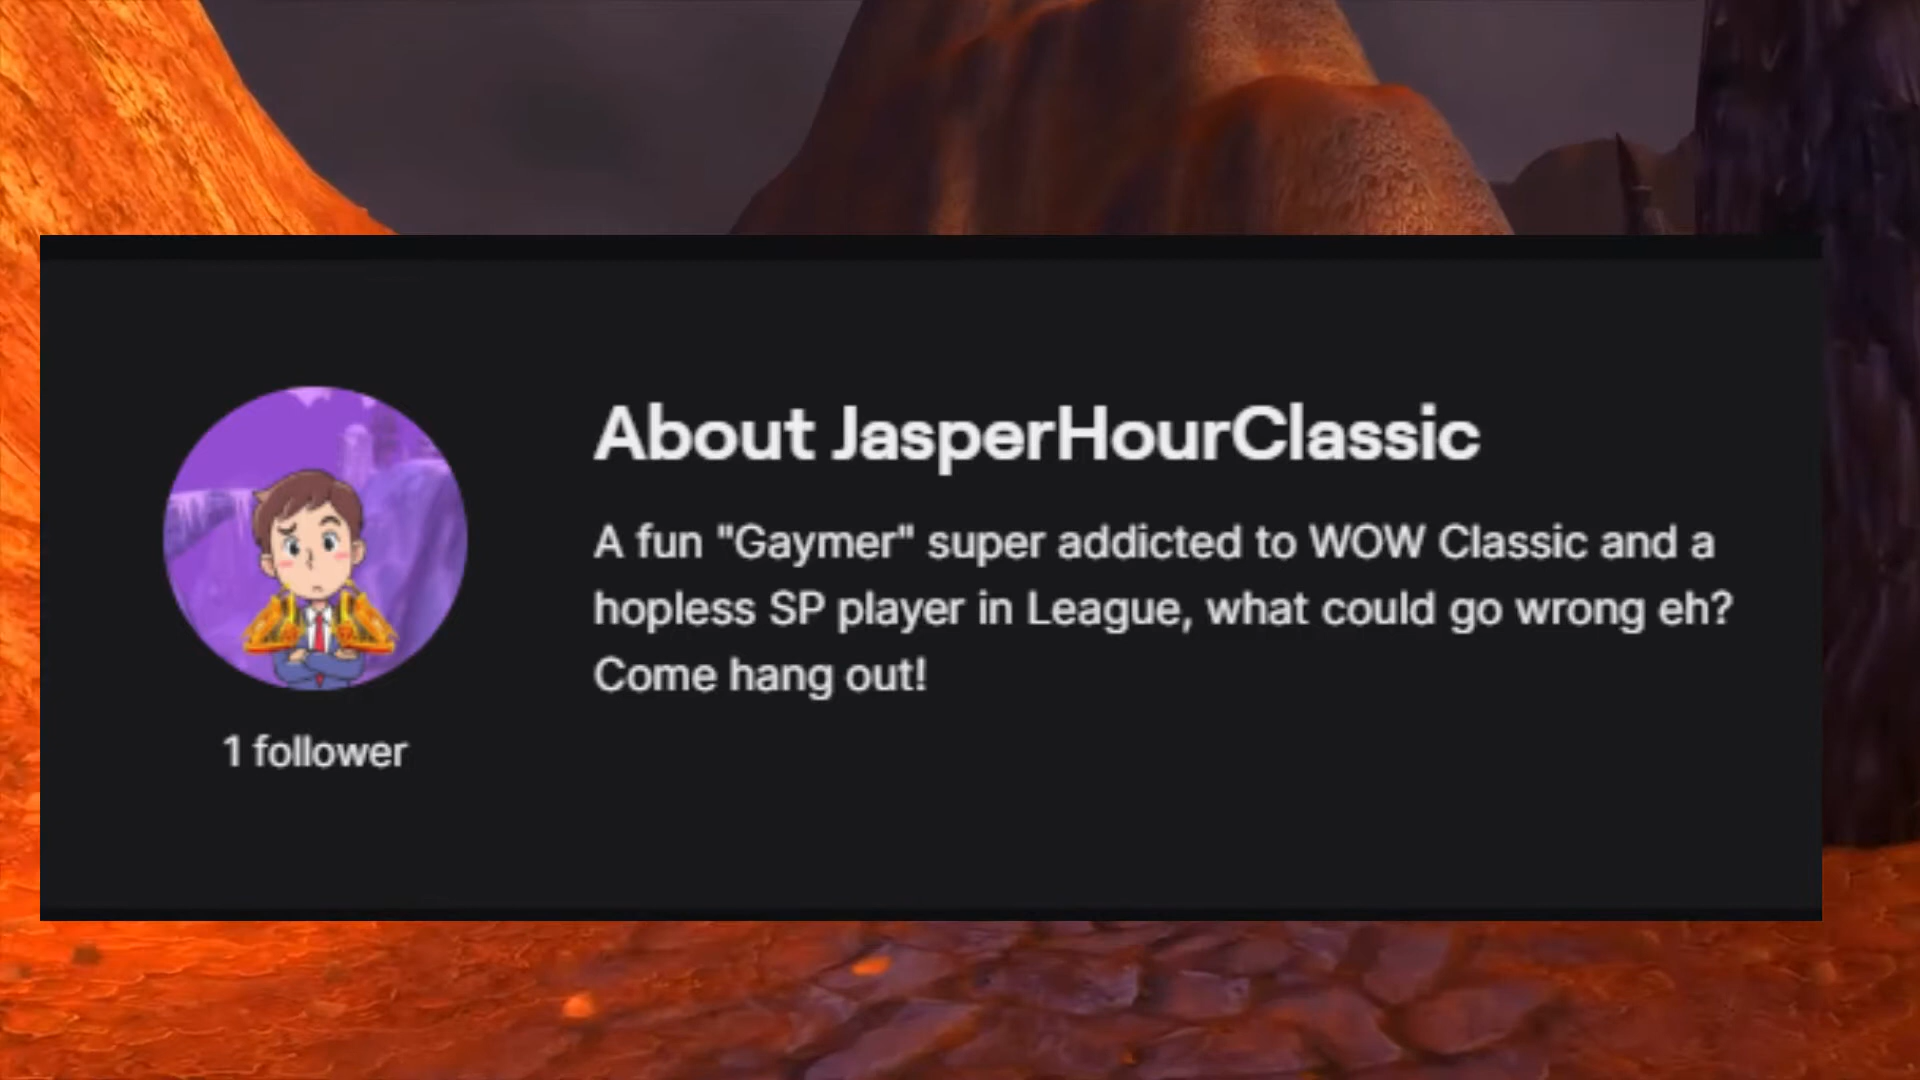 About JasperHourClassic
A fun "Gaymer" super addicted to WOW Classic and a
hopless SP player in League, what could go wrong eh?
Come hang out!
1 follower